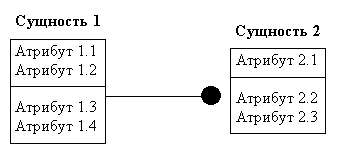 Сущность 1
Атрибут 1.1
Атрибут 1.2
Атрибут 1.3
Атрибут 1.4
Сущность 2
Атрибут 2.1
Атрибут 2.2
Атрибут 2.3